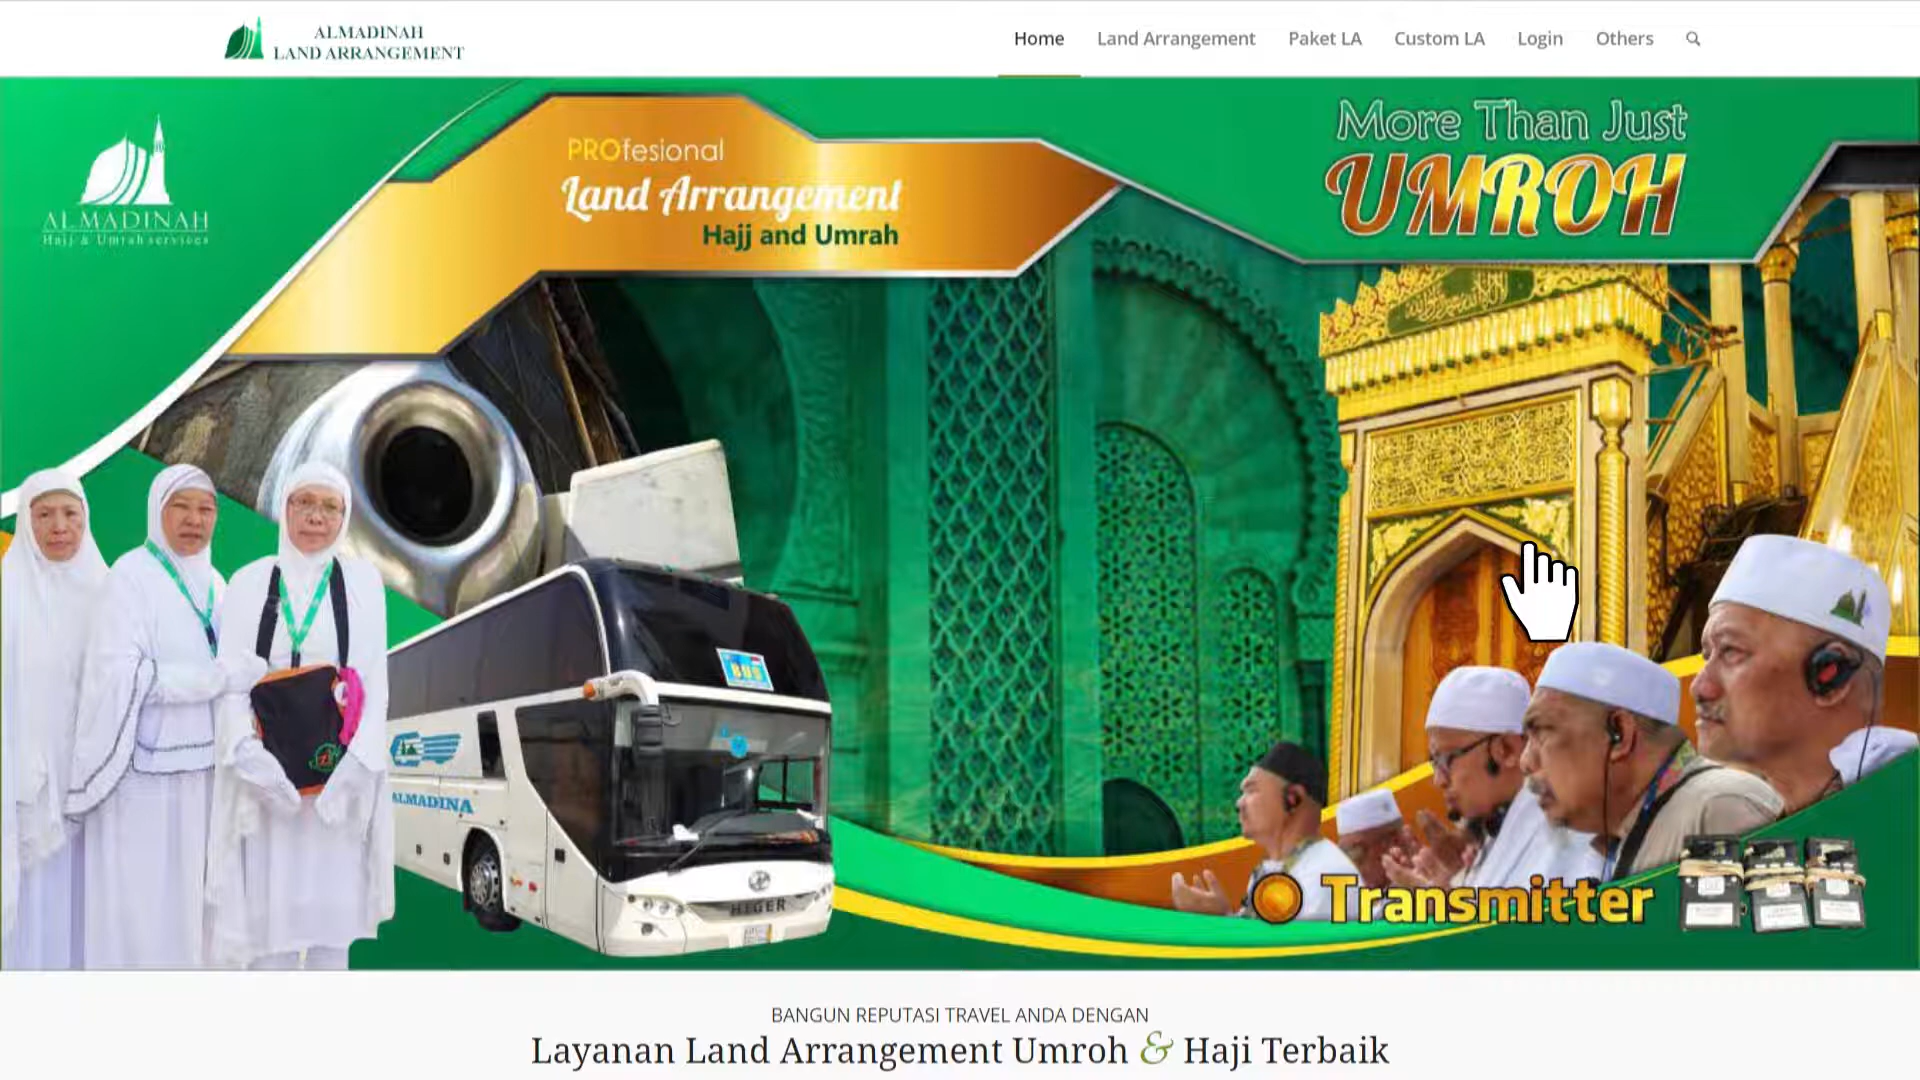 ALMADINAH
LAND ARRANGEMENT
Home
Land Arrangement
Paket LA
Custom LA
Login
Others
ALMADINAH
Hajj & Umrah services
PROfesional
Land Arrangement
Hajj and Umrah
More Than Just
UMROH
ALMADINA
HIGER
Transmitter
BANGUN REPUTASI TRAVEL ANDA DENGAN
Layanan Land Arrangement Umroh & Haji Terbaik